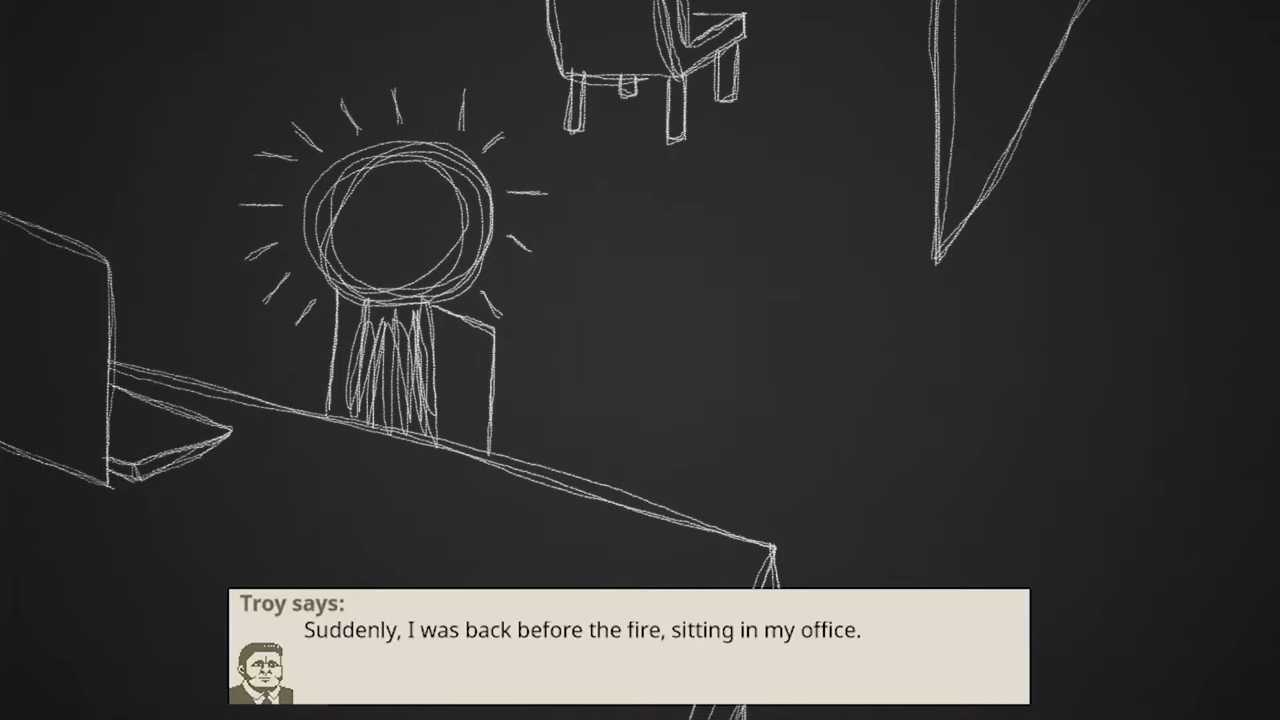 Troy says:
Suddenly, I was back before the fire, sitting in my office.